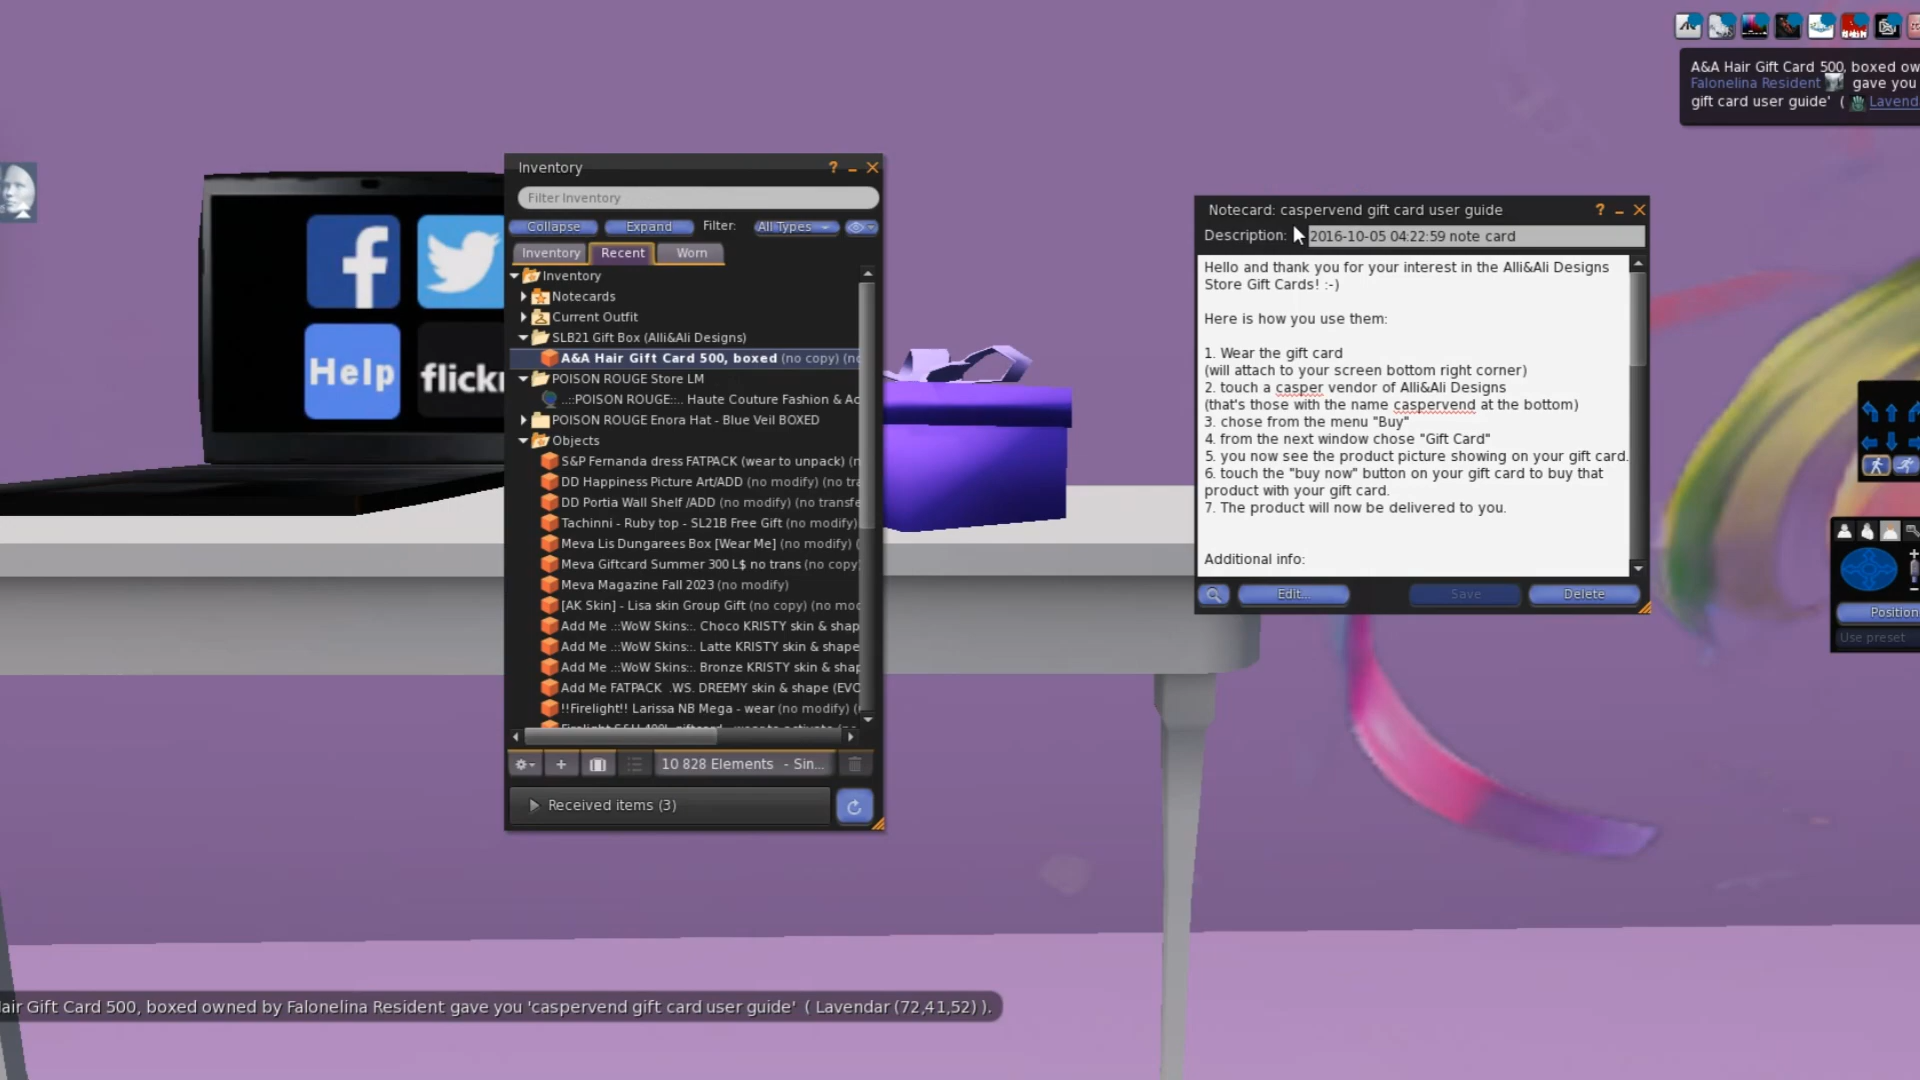 A&A Hair Gift Card 500, boxed ow
Falonelina Resident gave you
gift card user guide' ( Lavend
Help
flickr
Inventory
Filter Inventory
Collapse Expand Filter: All Types
Inventory Recent Worn
Inventory
Notecards
Current Outfit
SLB21 Gift Box (Alli&Ali Designs)
A&A Hair Gift Card 500, boxed (no copy) (no
POISON ROUGE Store LM
..::POISON ROUGE::.. Haute Couture Fashion & Ac
POISON ROUGE Enora Hat - Blue Veil BOXED
Objects
S&P Fernanda dress FATPACK (wear to unpack) (n
DD Happiness Picture Art/ADD (no modify) (no tra
DD Portia Wall Shelf /ADD (no modify) (no transfe
Tachinni - Ruby top - SL21B Free Gift (no modify)
Meva Lis Dungarees Box [Wear Me] (no modify) (
Meva Giftcard Summer 300 L$ no trans (no copy)
Meva Magazine Fall 2023 (no modify)
[AK Skin] - Lisa skin Group Gift (no copy) (no mod
Add Me .::WoW Skins::. Choco KRISTY skin & shap
Add Me .::WoW Skins::. Latte KRISTY skin & shape
Add Me .::WoW Skins::. Bronze KRISTY skin & shap
Add Me FATPACK .WS. DREEMY skin & shape (EVO
!!Firelight!! Larissa NB Mega - wear (no modify) (
10 828 Elements - Sin...
Received items (3)
Notecard: caspervend gift card user guide
Description: 2016-10-05 04:22:59 note card
Hello and thank you for your interest in the Alli&Ali Designs
Store Gift Cards! :-)
Here is how you use them:
1. Wear the gift card
(will attach to your screen bottom right corner)
2. touch a casper vendor of Alli&Ali Designs
(that's those with the name caspervend at the bottom)
3. chose from the menu "Buy"
4. from the next window chose "Gift Card"
5. you now see the product picture showing on your gift card.
6. touch the "buy now" button on your gift card to buy that
product with your gift card.
7. The product will now be delivered to you.
Additional info:
Edit... Save Delete
Position
Use preset
air Gift Card 500, boxed owned by Falonelina Resident gave you 'caspervend gift card user guide' ( Lavendar (72,41,52) ).